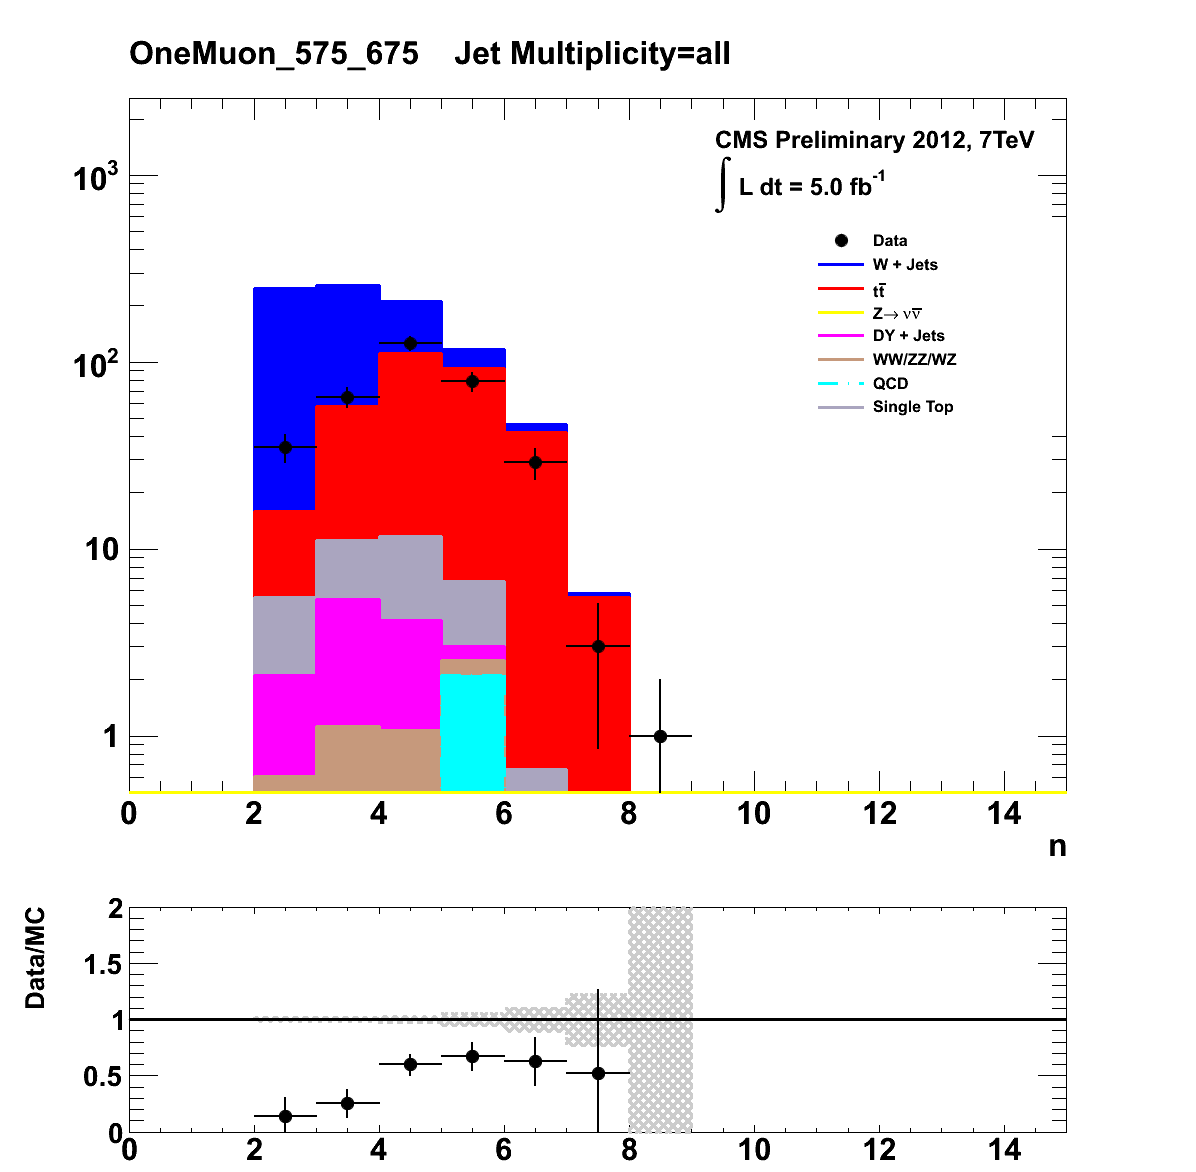 OneMuon_575_675 Jet Multiplicity=all
CMS Preliminary 2012, 7TeV
∫ L dt = 5.0 fb⁻¹
Data
W + Jets
tt̅
Z→ νν̅
DY + Jets
WW/ZZ/WZ
QCD
Single Top
10³
10²
10
1
0 2 4 6 8 10 12 14
n
Data/MC
2
1.5
1
0.5
0
0 2 4 6 8 10 12 14